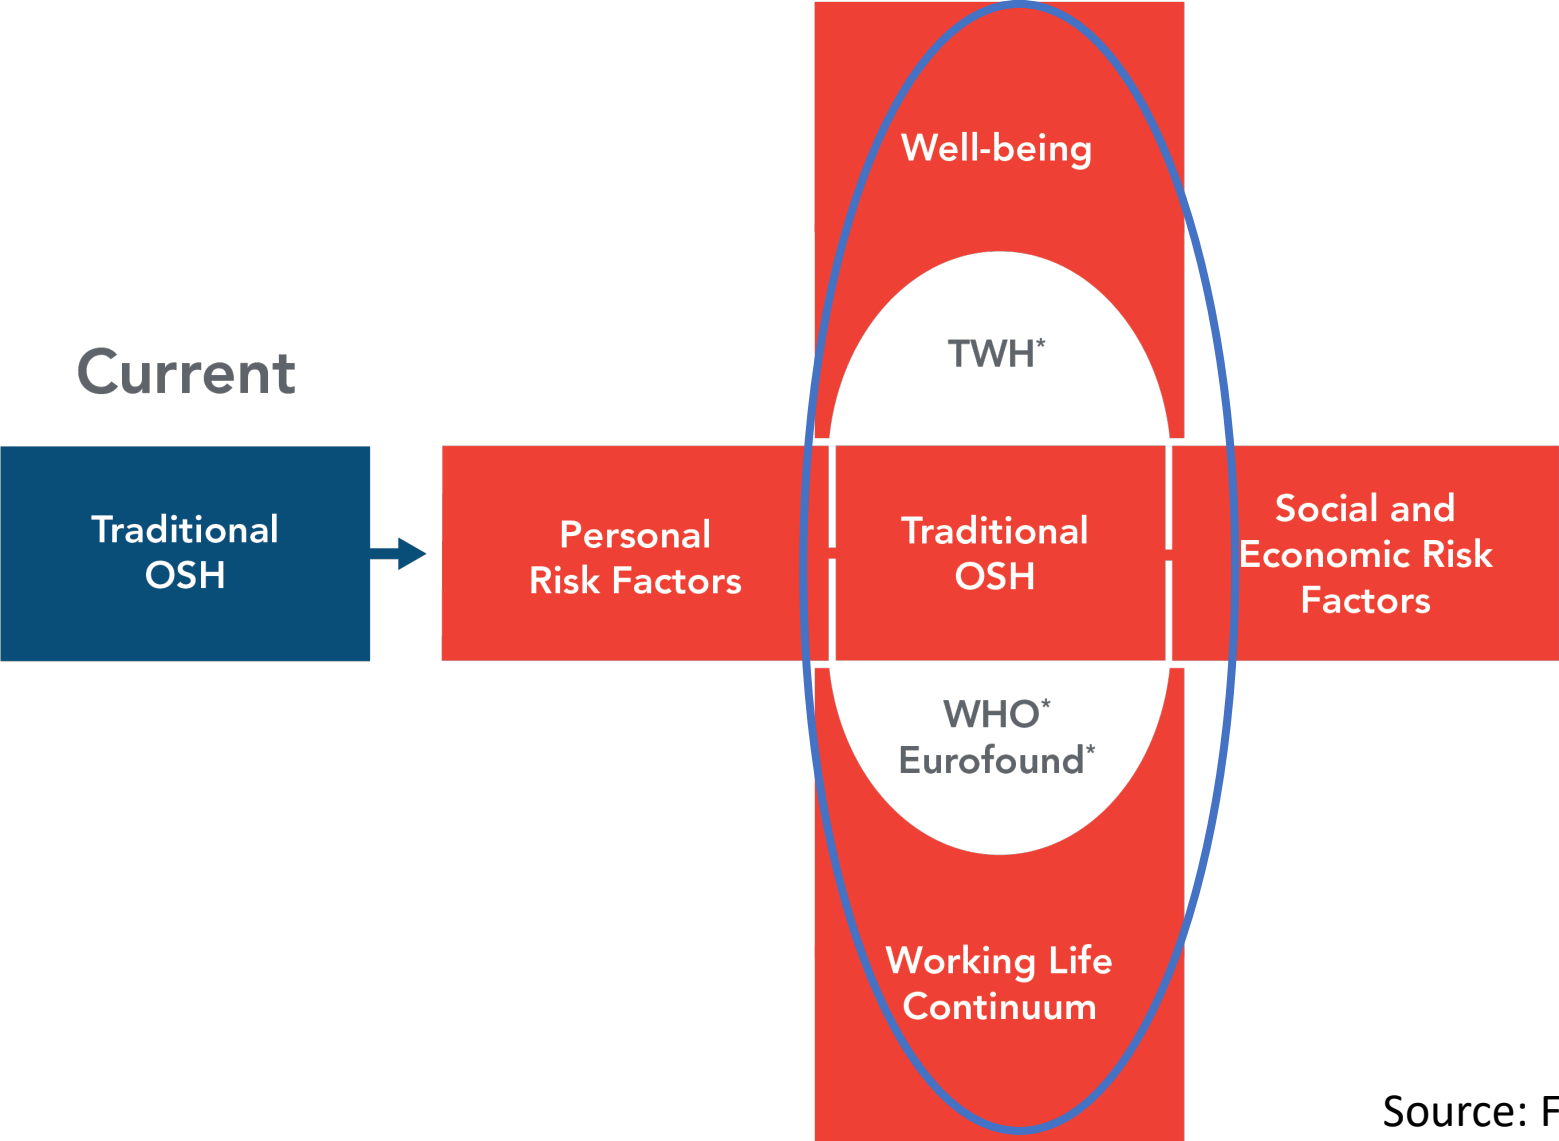 Well-being
TWH*
Current
Traditional
OSH
Personal
Risk Factors
Traditional
OSH
Social and
Economic Risk
Factors
WHO*
Eurofound*
Working Life
Continuum
Source: F